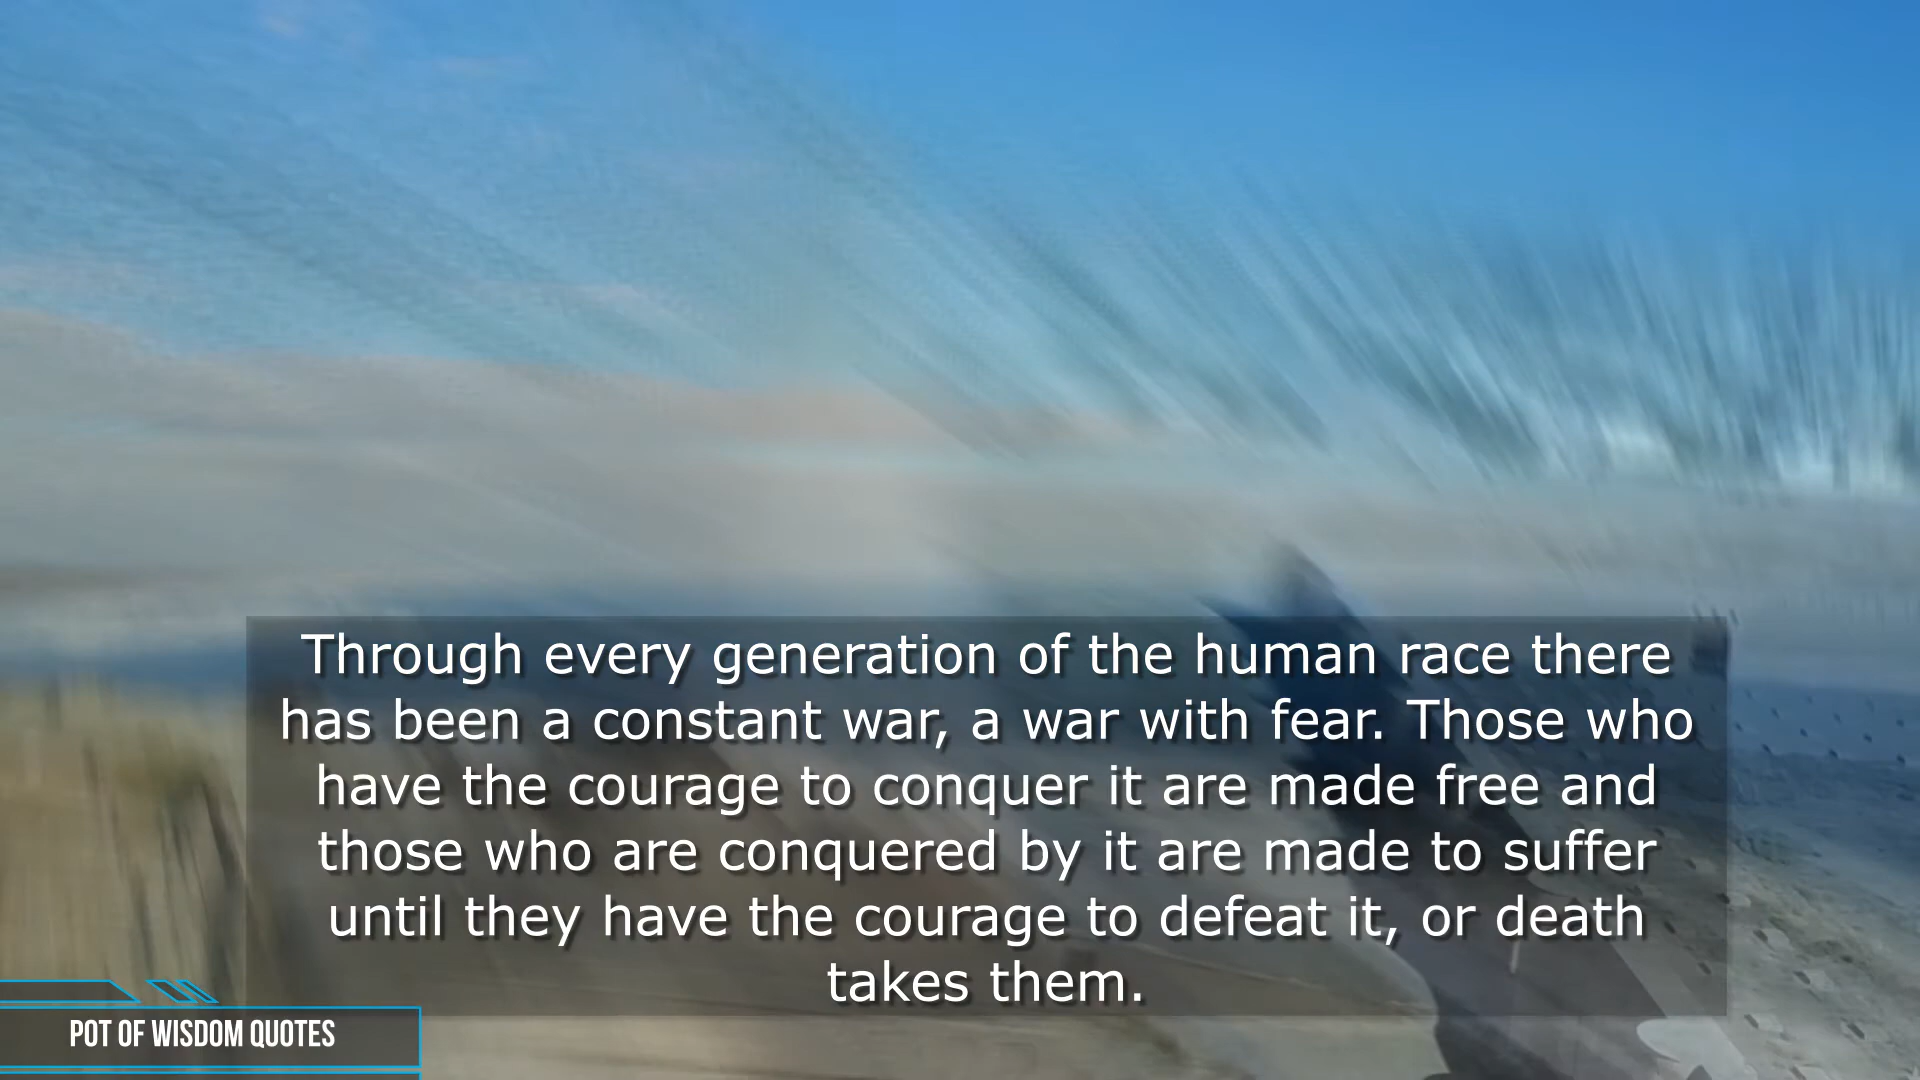 Through every generation of the human race there
has been a constant war, a war with fear. Those who
have the courage to conquer it are made free and
those who are conquered by it are made to suffer
until they have the courage to defeat it, or death
takes them.
POT OF WISDOM QUOTES